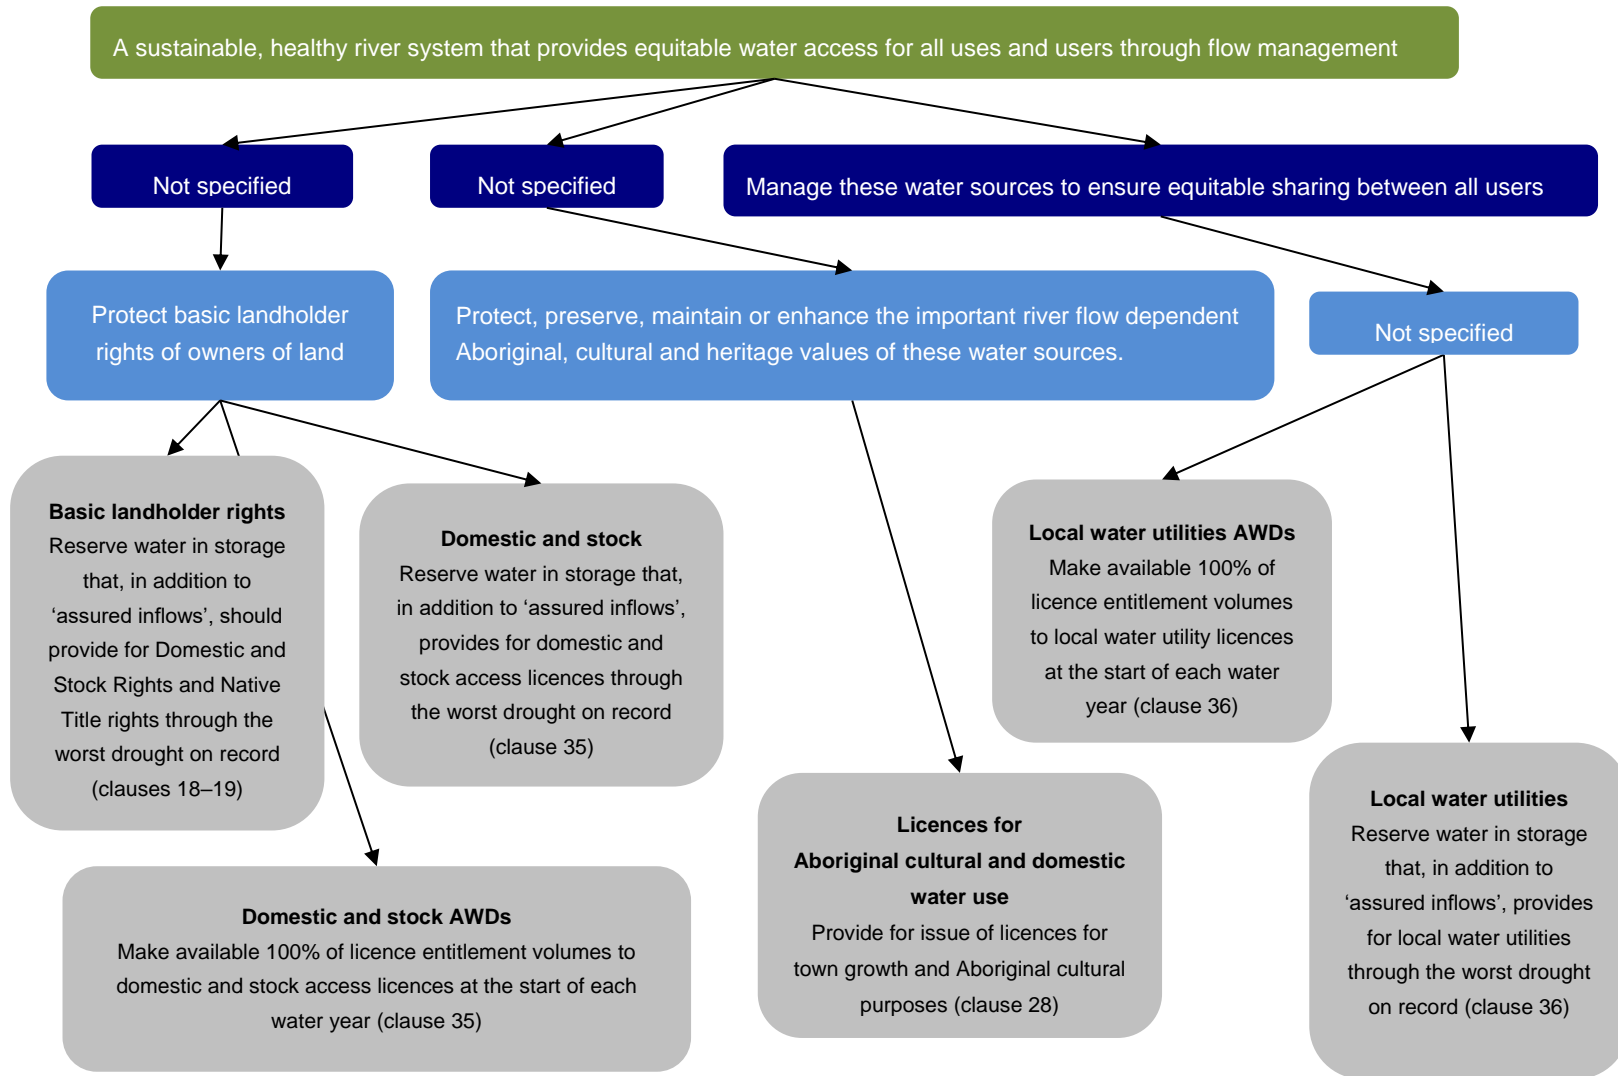 A sustainable, healthy river system that provides equitable water access for all uses and users through flow management
Not specified
Not specified
Manage these water sources to ensure equitable sharing between all users
Protect basic landholder
rights of owners of land
Protect, preserve, maintain or enhance the important river flow dependent
Aboriginal, cultural and heritage values of these water sources.
Not specified
Basic landholder rights
Reserve water in storage
that, in addition to
‘assured inflows’, should
provide for Domestic and
Stock Rights and Native
Title rights through the
worst drought on record
(clauses 18–19)
Domestic and stock
Reserve water in storage that,
in addition to ‘assured inflows’,
provides for domestic and
stock access licences through
the worst drought on record
(clause 35)
Local water utilities AWDs
Make available 100% of
licence entitlement volumes
to local water utility licences
at the start of each water
year (clause 36)
Domestic and stock AWDs
Make available 100% of licence entitlement volumes to
domestic and stock access licences at the start of each
water year (clause 35)
Licences for
Aboriginal cultural and domestic
water use
Provide for issue of licences for
town growth and Aboriginal cultural
purposes (clause 28)
Local water utilities
Reserve water in storage
that, in addition to
‘assured inflows’, provides
for local water utilities
through the worst drought
on record (clause 36)